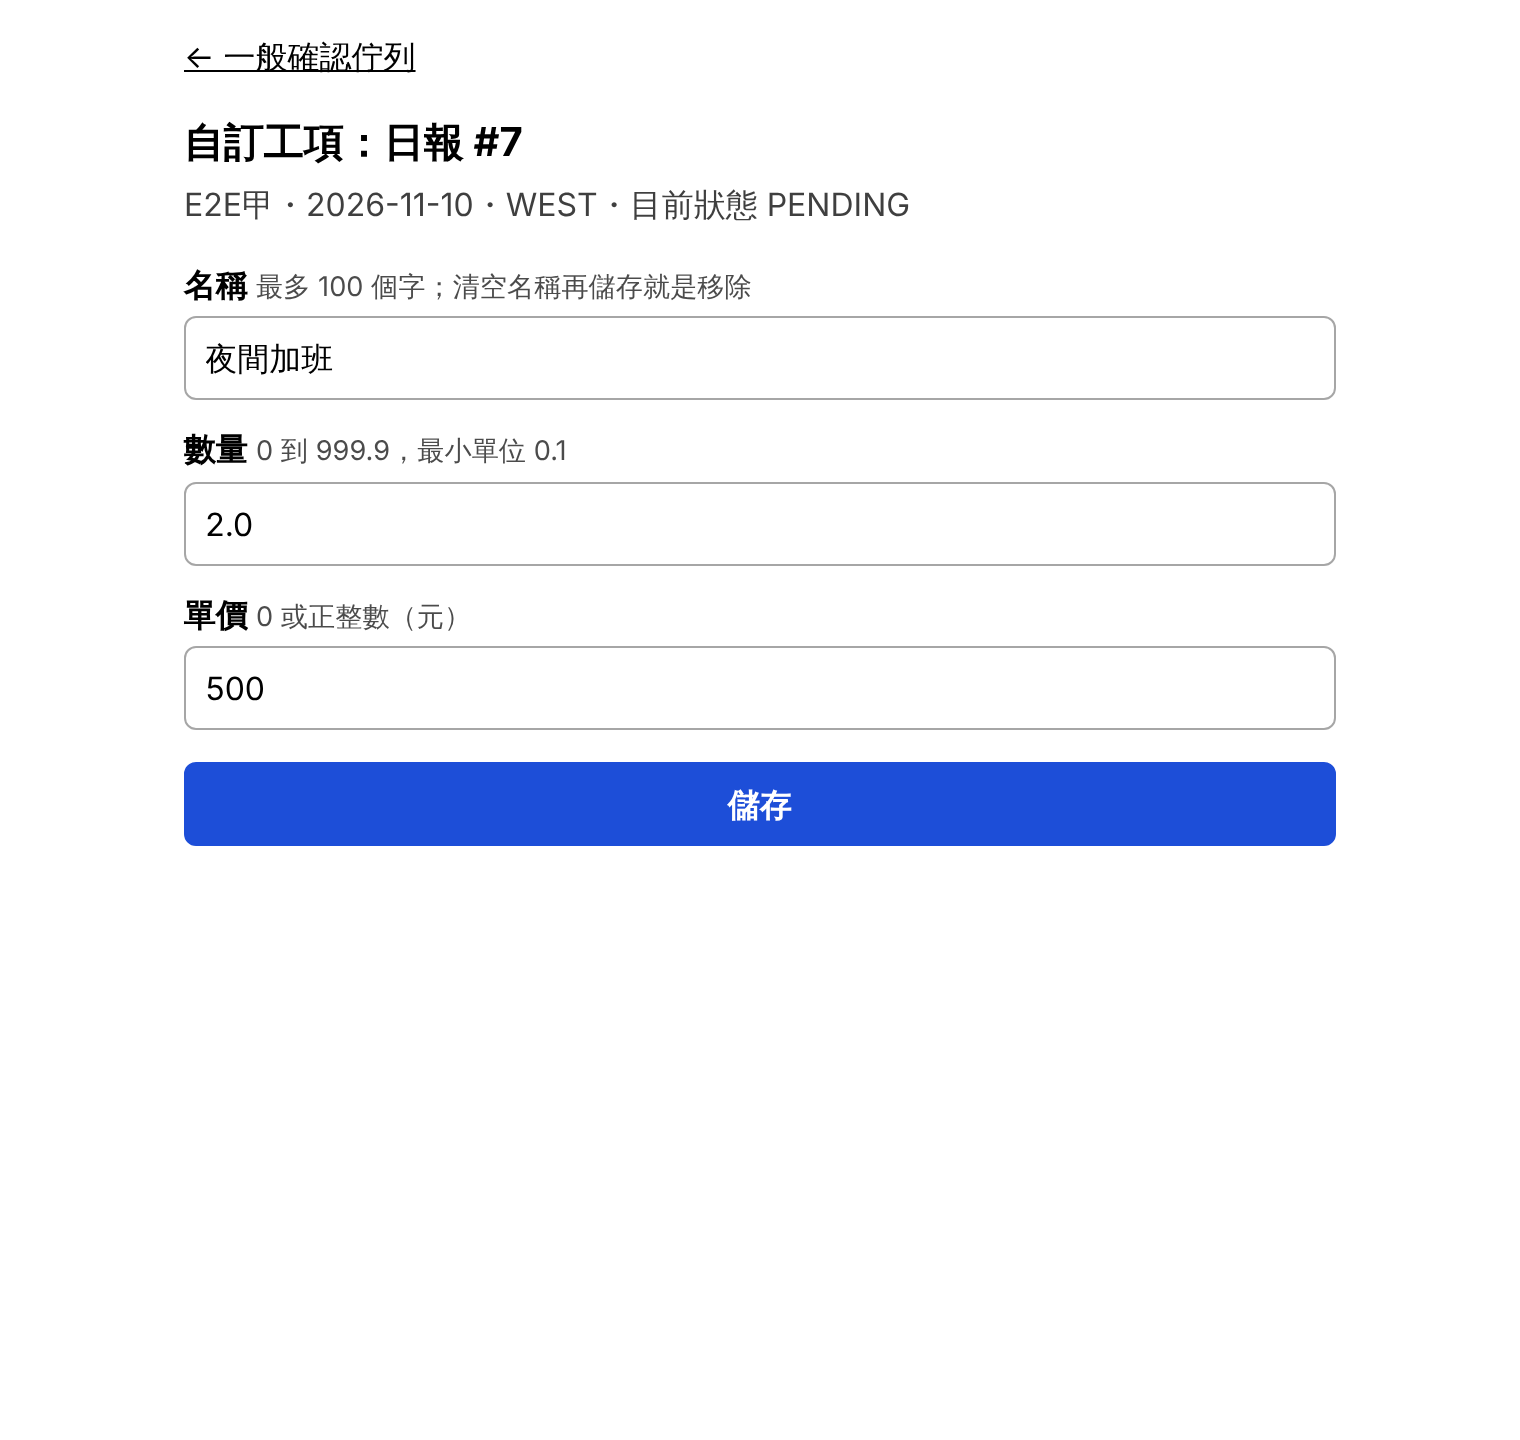 ← 一般確認佇列
自訂工項：日報 #7
E2E甲・2026-11-10・WEST・目前狀態 PENDING
名稱 最多 100 個字；清空名稱再儲存就是移除
夜間加班
數量 0 到 999.9，最小單位 0.1
2.0
單價 0 或正整數（元）
500
儲存